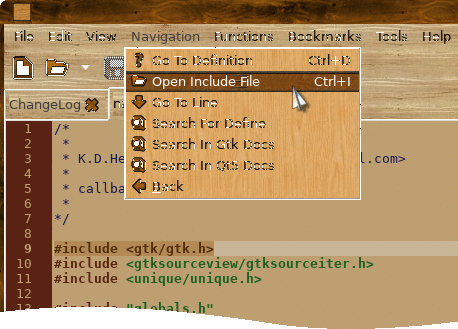 File Edit View Navigation Functions Bookmarks Tools Help
Go To Definition Ctrl+D
Open Include File Ctrl+I
Go To Line
Search For Define
Search In Gtk Docs
Search In Qt5 Docs
Back
ChangeLog
1 /*
2 *
3 * K.D.He l.com>
4 *
5 * callba
6 *
7 */
8
9 #include <gtk/gtk.h>
10 #include <gtksourceview/gtksourceiter.h>
11 #include <unique/unique.h>
12
13 #include "globals.h"